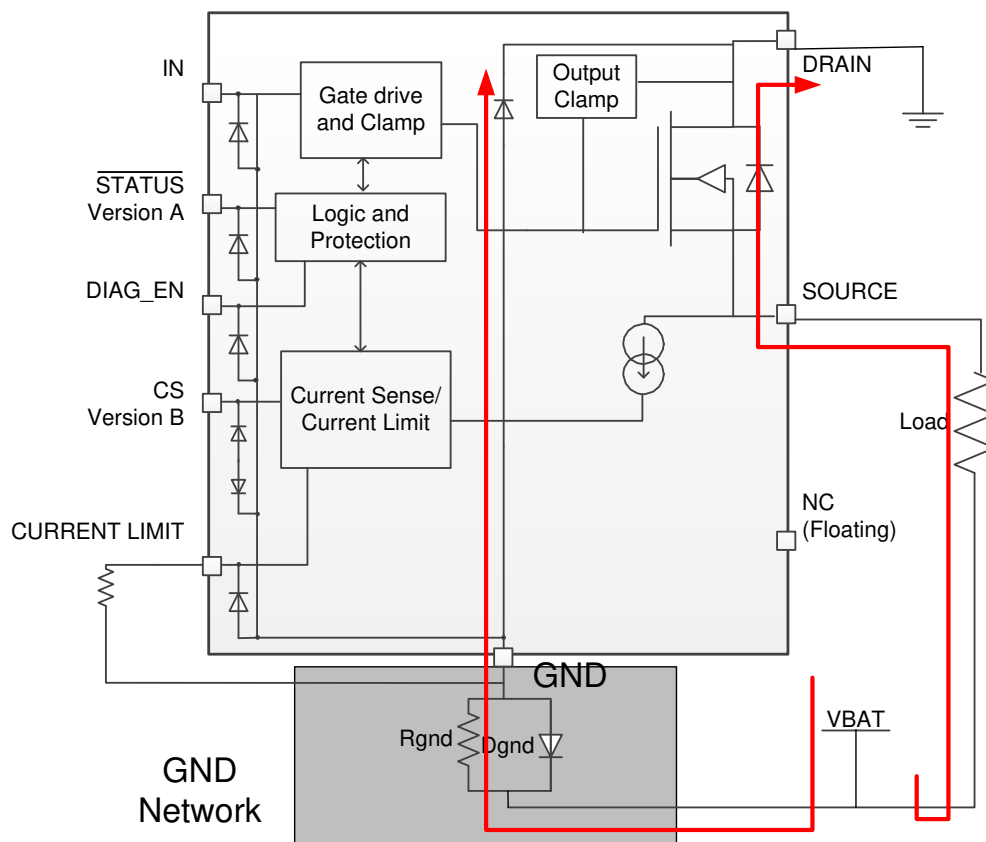 IN
STATUS
Version A
DIAG_EN
CS
Version B
CURRENT LIMIT
Gate drive
and Clamp
Logic and
Protection
Current Sense/
Current Limit
Output
Clamp
DRAIN
SOURCE
Load
NC
(Floating)
GND
Rgnd
Dgnd
VBAT
GND
Network